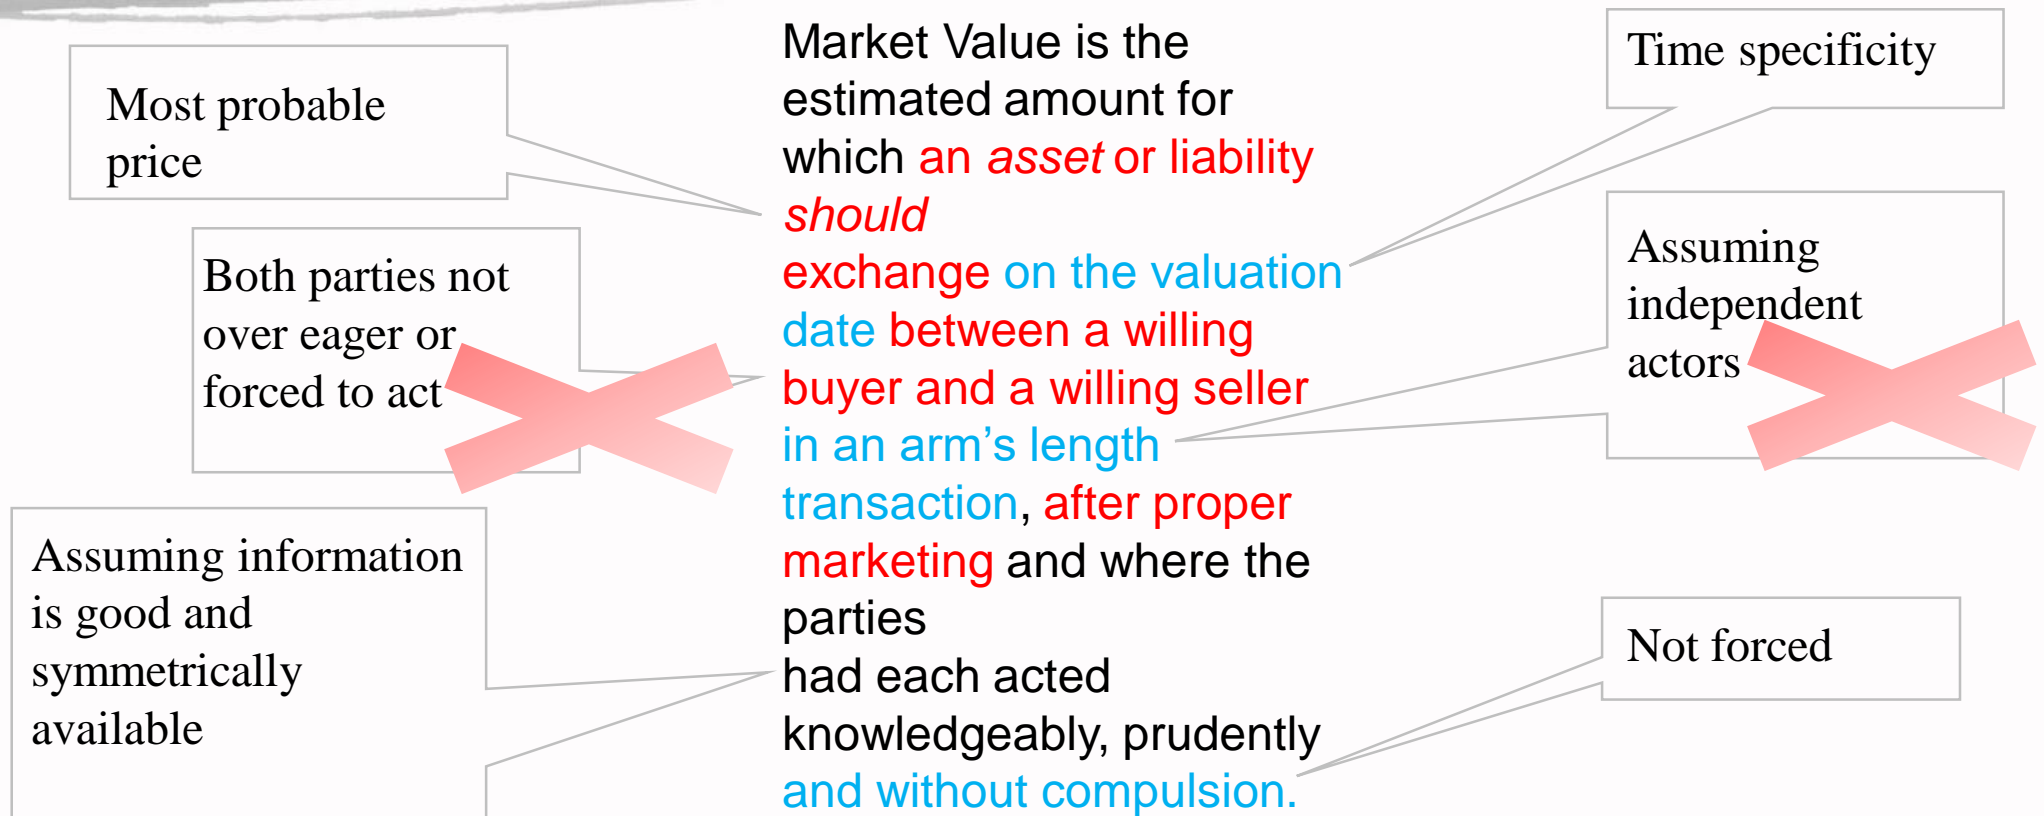 Most probable
price
Both parties not
over eager or
forced to act
Assuming information
is good and
symmetrically
available
Market Value is the
estimated amount for
which an asset or liability
should
exchange on the valuation
date between a willing
buyer and a willing seller
in an arm’s length
transaction, after proper
marketing and where the
parties
had each acted
knowledgeably, prudently
and without compulsion.
Time specificity
Assuming
independent
actors
Not forced